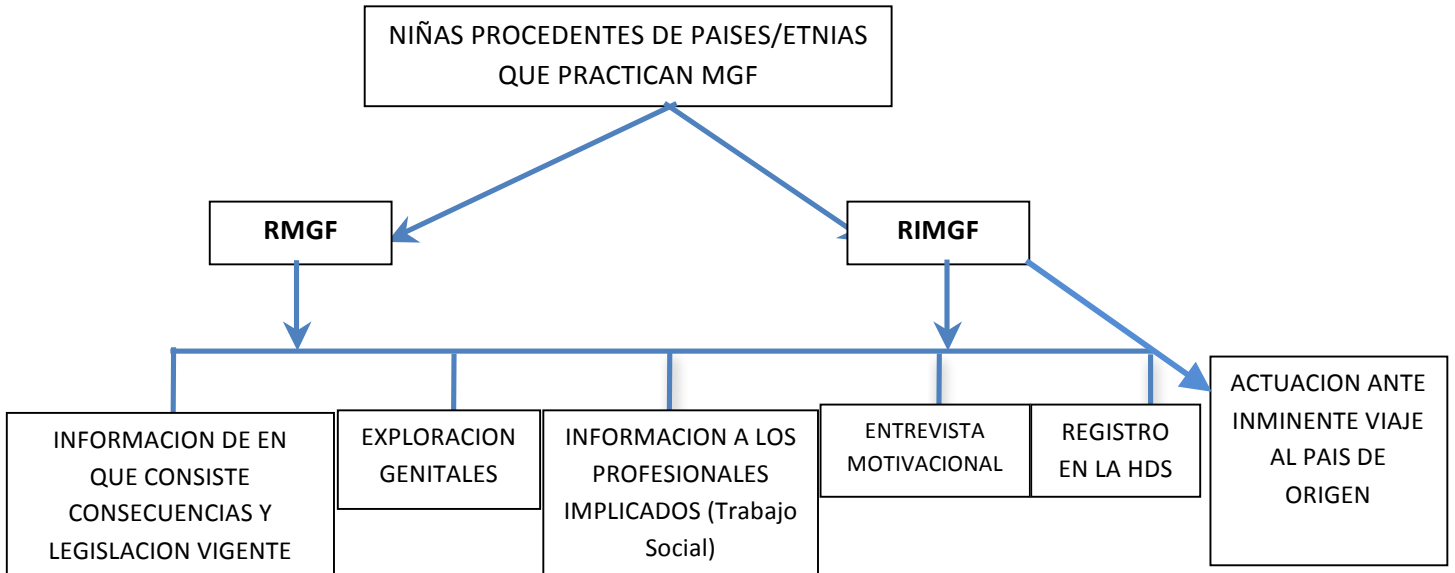 NIÑAS PROCEDENTES DE PAISES/ETNIAS
QUE PRACTICAN MGF
RMGF
RIMGF
INFORMACION DE EN
QUE CONSISTE
CONSECUENCIAS Y
LEGISLACION VIGENTE
EXPLORACION
GENITALES
INFORMACION A LOS
PROFESIONALES
IMPLICADOS (Trabajo
Social)
ENTREVISTA
MOTIVACIONAL
REGISTRO
EN LA HDS
ACTUACION ANTE
INMINENTE VIAJE
AL PAIS DE
ORIGEN